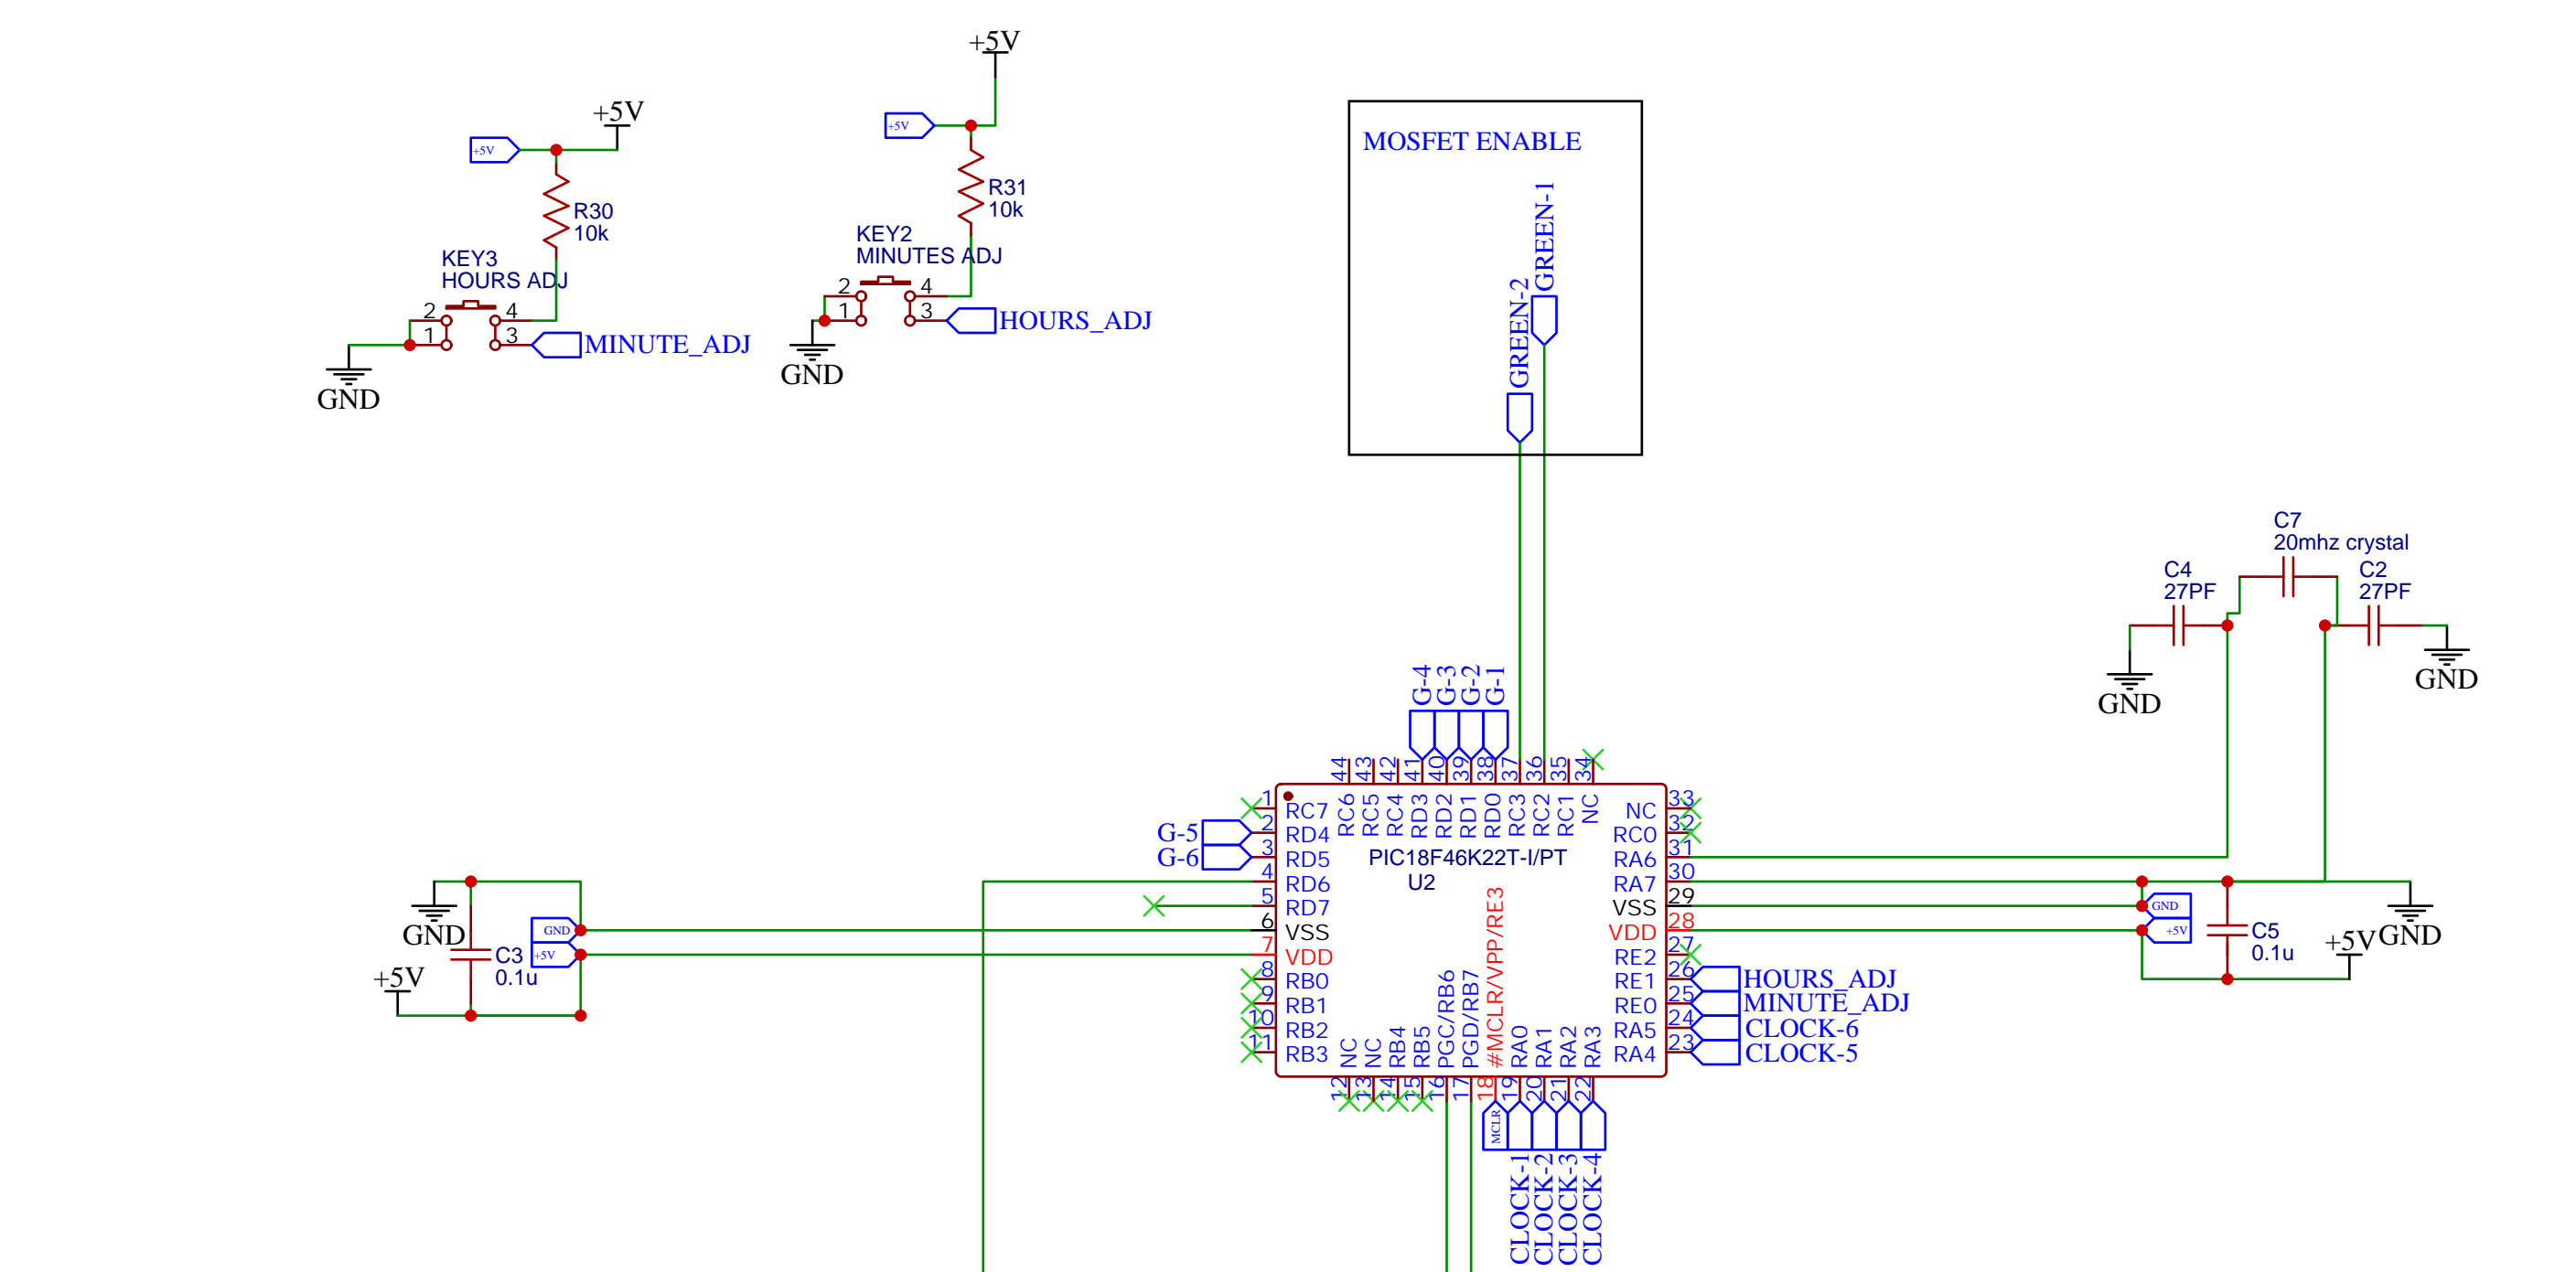 +5V
+5V
R31
10k
KEY2
MINUTES ADJ
2
4
1
3
HOURS_ADJ
GND
+5V
+5V
R30
10k
KEY3
HOURS ADJ
2
4
1
3
MINUTE_ADJ
GND
MOSFET ENABLE
GREEN-2
GREEN-1
C7
20mhz crystal
C4
27PF
C2
27PF
GND
GND
G-4
G-3
G-2
G-1
44
43
42
41
40
39
38
37
36
35
34
RC6
RC5
RC4
RD3
RD2
RD1
RD0
RC3
RC2
RC1
NC
1
RC7
G-5
2
RD4
G-6
3
RD5
4
RD6
5
RD7
6
VSS
7
VDD
8
RB0
9
RB1
10
RB2
11
RB3
PIC18F46K22T-I/PT
U2
NC
33
RC0
32
RA6
31
RA7
30
VSS
29
VDD
28
RE2
27
RE1
26
HOURS_ADJ
RE0
25
MINUTE_ADJ
RA5
24
CLOCK-6
RA4
23
CLOCK-5
NC
NC
RB4
RB5
PGC/RB6
PGD/RB7
#MCLR/VPP/RE3
RA0
RA1
RA2
RA3
12
13
14
15
16
17
18
19
20
21
22
MCLR
CLOCK-1
CLOCK-2
CLOCK-3
CLOCK-4
GND
GND
+5V
C3
0.1u
+5V
GND
+5V
C5
0.1u
+5V
GND